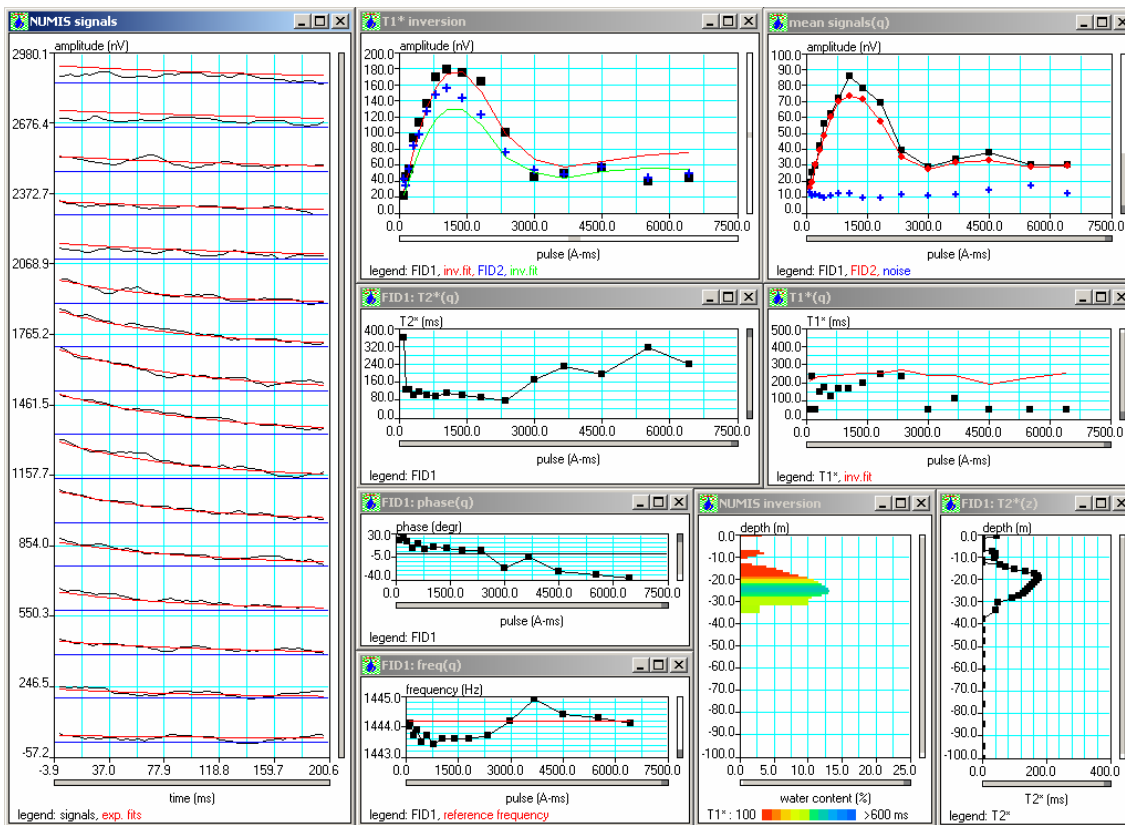 NUMIS signals
amplitude (nV)
2980.1
2676.4
2372.7
2068.9
1765.2
1461.5
1157.7
854.0
550.3
246.5
-57.2
-3.9 37.0 77.9 118.8 159.7 200.6
time (ms)
legend: signals, exp. fits
T1* inversion
amplitude (nV)
200.0
180.0
160.0
140.0
120.0
100.0
80.0
60.0
40.0
20.0
0.0
0.0 1500.0 3000.0 4500.0 6000.0 7500.0
pulse (A-ms)
legend: FID1, inv.fit, FID2, inv.fit
mean signals(q)
amplitude (nV)
100.0
90.0
80.0
70.0
60.0
50.0
40.0
30.0
20.0
10.0
0.0
0.0 1500.0 3000.0 4500.0 6000.0 7500.0
pulse (A-ms)
legend: FID1, FID2, noise
FID1: T2*(q)
T2* (ms)
400.0
320.0
240.0
160.0
80.0
0.0
0.0 1500.0 3000.0 4500.0 6000.0 7500.0
pulse (A-ms)
legend: FID1
T1*(q)
T1* (ms)
500.0
400.0
300.0
200.0
100.0
0.0
0.0 1500.0 3000.0 4500.0 6000.0 7500.0
pulse (A-ms)
legend: T1*, inv.fit
FID1: phase(q)
phase (degr)
30.0
-5.0
-40.0
0.0 1500.0 3000.0 4500.0 6000.0 7500.0
pulse (A-ms)
legend: FID1
FID1: freq(q)
frequency (Hz)
1445.0
1444.0
1443.0
0.0 1500.0 3000.0 4500.0 6000.0 7500.0
pulse (A-ms)
legend: FID1, reference frequency
NUMIS inversion
depth (m)
0.0
-10.0
-20.0
-30.0
-40.0
-50.0
-60.0
-70.0
-80.0
-90.0
-100.0
0.0 5.0 10.0 15.0 20.0 25.0
water content (%)
T1* : 100 >600 ms
FID1: T2*(z)
depth (m)
0.0
-10.0
-20.0
-30.0
-40.0
-50.0
-60.0
-70.0
-80.0
-90.0
-100.0
0.0 200.0 400.0
T2* (ms)
legend: T2*